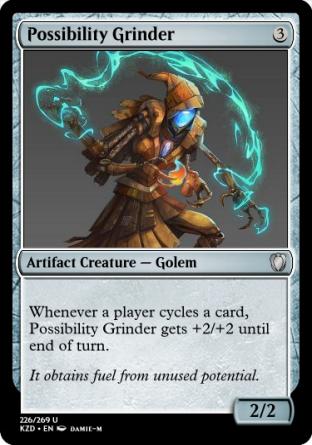 Possibility Grinder 3
Artifact Creature — Golem
Whenever a player cycles a card,
Possibility Grinder gets +2/+2 until
end of turn.
It obtains fuel from unused potential.
2/2
226/269 U
KZD • EN DAMIE-M